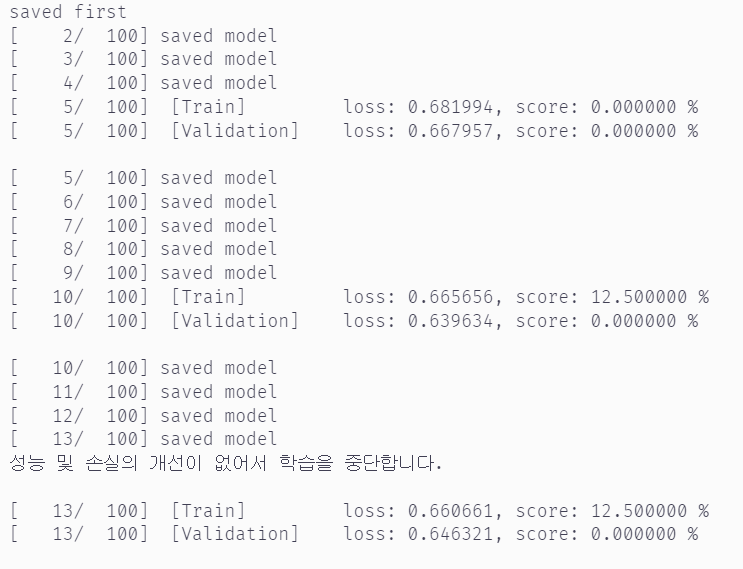 saved first
[    2/  100] saved model
[    3/  100] saved model
[    4/  100] saved model
[    5/  100]  [Train]         loss: 0.681994, score: 0.000000 %
[    5/  100]  [Validation]    loss: 0.667957, score: 0.000000 %
[    5/  100] saved model
[    6/  100] saved model
[    7/  100] saved model
[    8/  100] saved model
[    9/  100] saved model
[   10/  100]  [Train]         loss: 0.665656, score: 12.500000 %
[   10/  100]  [Validation]    loss: 0.639634, score: 0.000000 %
[   10/  100] saved model
[   11/  100] saved model
[   12/  100] saved model
[   13/  100] saved model
성능 및 손실의 개선이 없어서 학습을 중단합니다.
[   13/  100]  [Train]         loss: 0.660661, score: 12.500000 %
[   13/  100]  [Validation]    loss: 0.646321, score: 0.000000 %